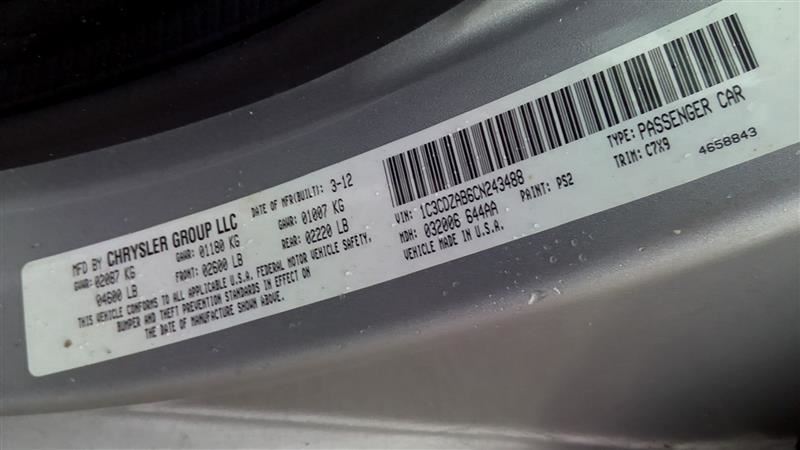 MFD BY CHRYSLER GROUP LLC DATE OF MFR(BUILT): 3-12
GVWR: 02087 KG GAWR: 01180 KG GAWR: 01007 KG
04600 LB FRONT: 02600 LB REAR: 02220 LB
THIS VEHICLE CONFORMS TO ALL APPLICABLE U.S.A. FEDERAL MOTOR VEHICLE SAFETY,
BUMPER AND THEFT PREVENTION STANDARDS IN EFFECT ON
THE DATE OF MANUFACTURE SHOWN ABOVE.
VIN: 1C3CDZAB6CN243488 TYPE: PASSENGER CAR
MDH: 032006 644AA PAINT: PS2 TRIM: C7X9
VEHICLE MADE IN U.S.A. 4658843